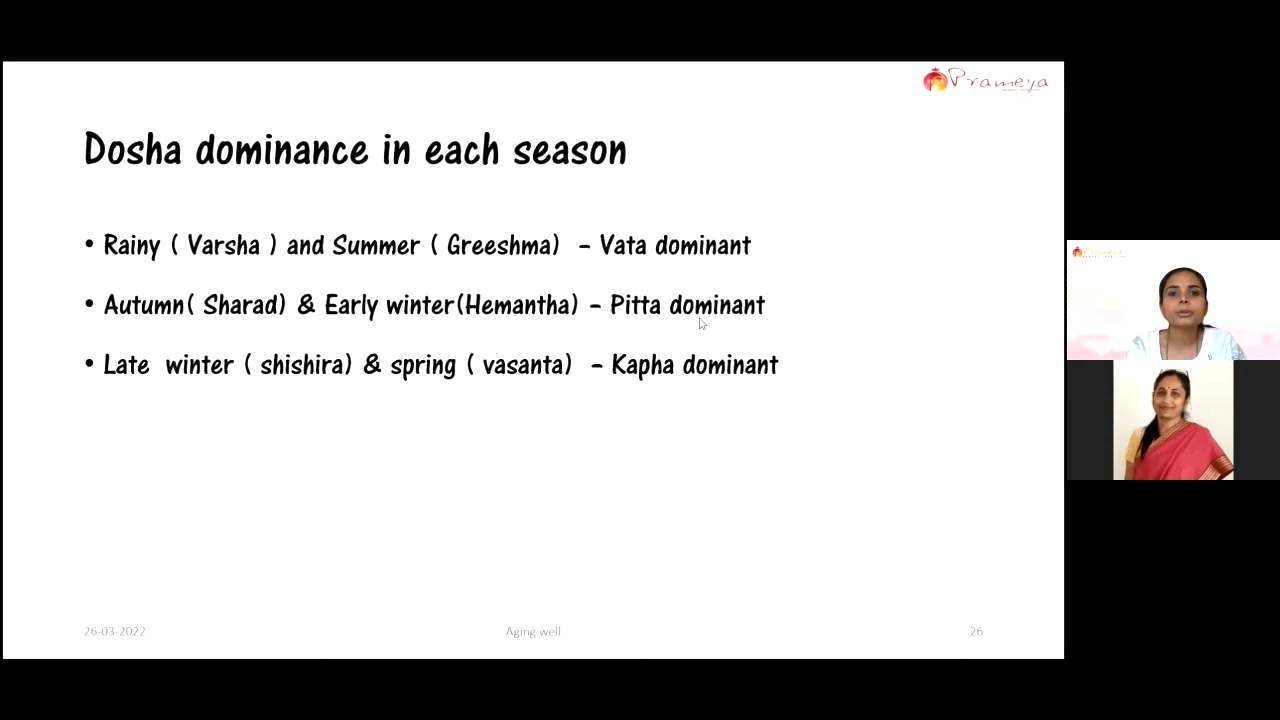 Prameya
Dosha dominance in each season
• Rainy ( Varsha ) and Summer ( Greeshma) – Vata dominant
• Autumn( Sharad) & Early winter(Hemantha) – Pitta dominant
• Late winter ( shishira) & spring ( vasanta) – Kapha dominant
26-03-2022
Aging well
26